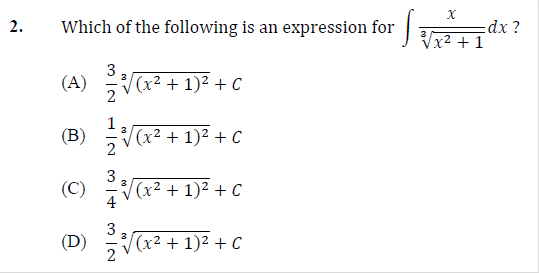 2. Which of the following is an expression for ∫ x/∛(x² + 1) dx ?
(A) 3/2 ∛((x² + 1)²) + C
(B) 1/2 ∛((x² + 1)²) + C
(C) 3/4 ∛((x² + 1)²) + C
(D) 3/2 ∛((x² + 1)²) + C